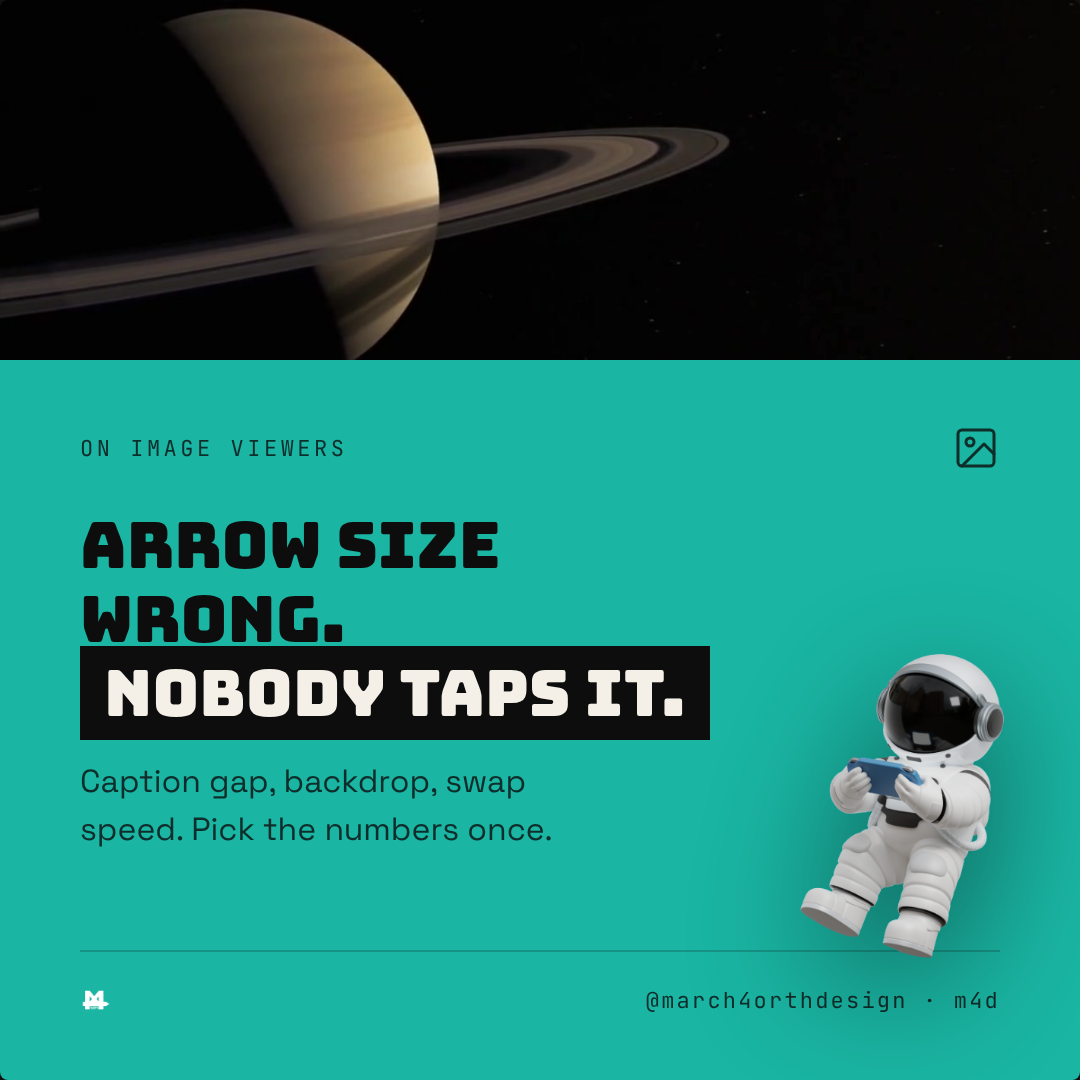 ON IMAGE VIEWERS
ARROW SIZE
WRONG.
NOBODY TAPS IT.
Caption gap, backdrop, swap
speed. Pick the numbers once.
@march4orthdesign · m4d